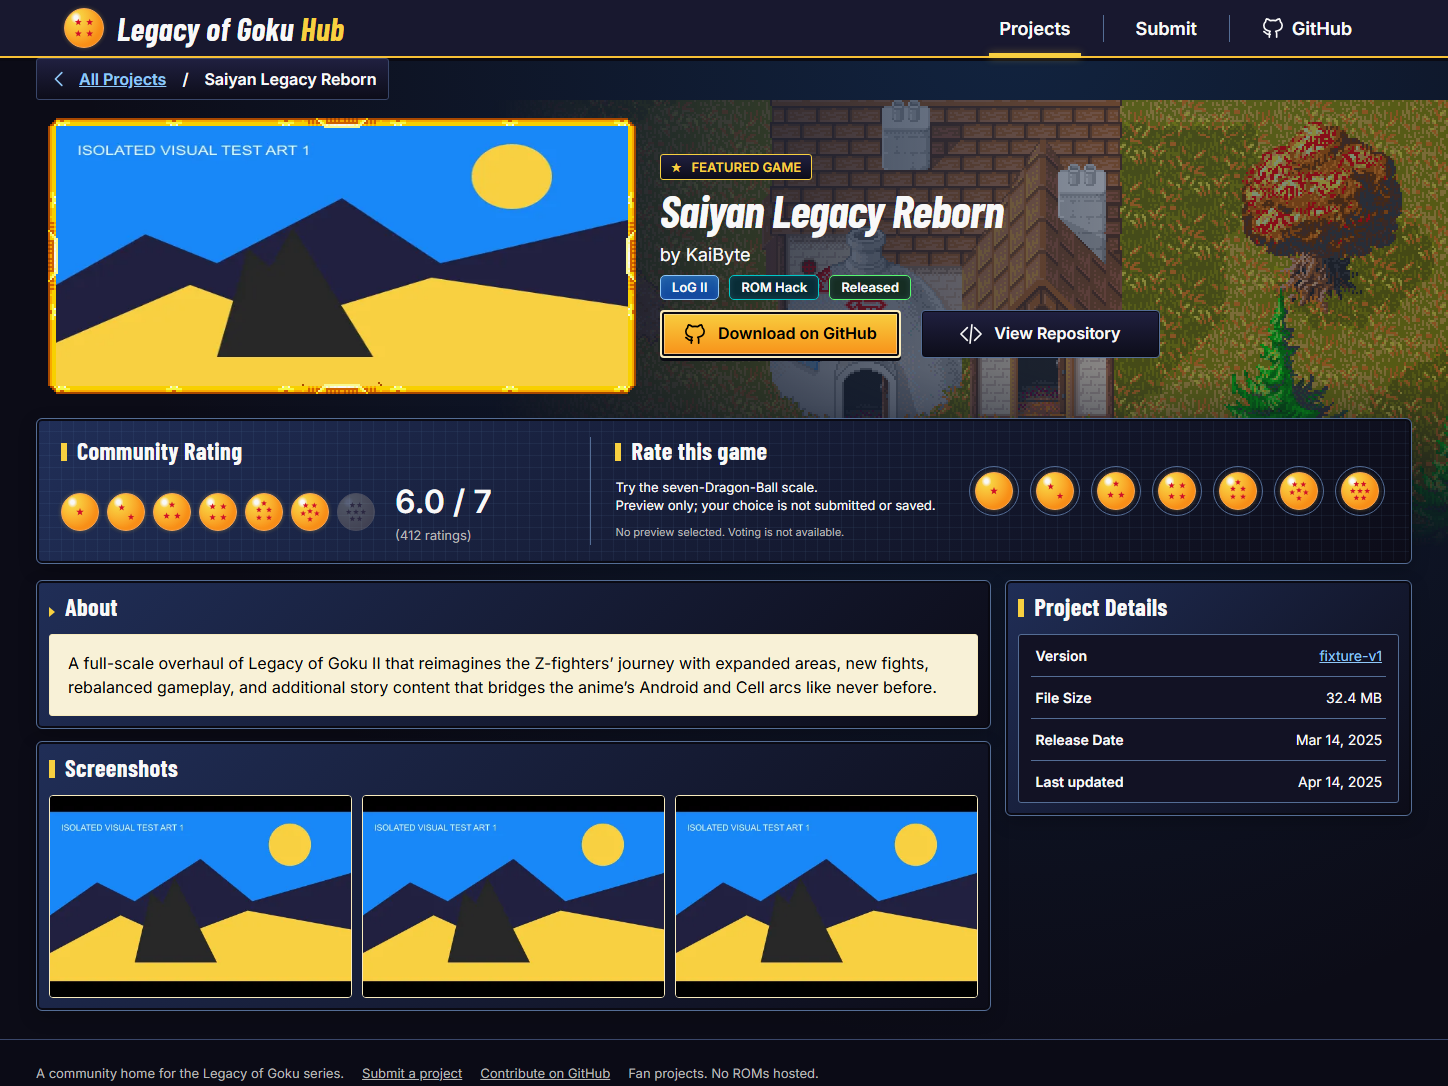 Legacy of Goku Hub
Projects
Submit
GitHub
All Projects / Saiyan Legacy Reborn
ISOLATED VISUAL TEST ART 1
★ FEATURED GAME
Saiyan Legacy Reborn
by KaiByte
LoG II
ROM Hack
Released
Download on GitHub
View Repository
Community Rating
6.0 / 7
(412 ratings)
Rate this game
Try the seven-Dragon-Ball scale.
Preview only; your choice is not submitted or saved.
No preview selected. Voting is not available.
About
A full-scale overhaul of Legacy of Goku II that reimagines the Z-fighters’ journey with expanded areas, new fights,
rebalanced gameplay, and additional story content that bridges the anime’s Android and Cell arcs like never before.
Project Details
Version fixture-v1
File Size 32.4 MB
Release Date Mar 14, 2025
Last updated Apr 14, 2025
Screenshots
ISOLATED VISUAL TEST ART 1
ISOLATED VISUAL TEST ART 1
ISOLATED VISUAL TEST ART 1
A community home for the Legacy of Goku series. Submit a project Contribute on GitHub Fan projects. No ROMs hosted.